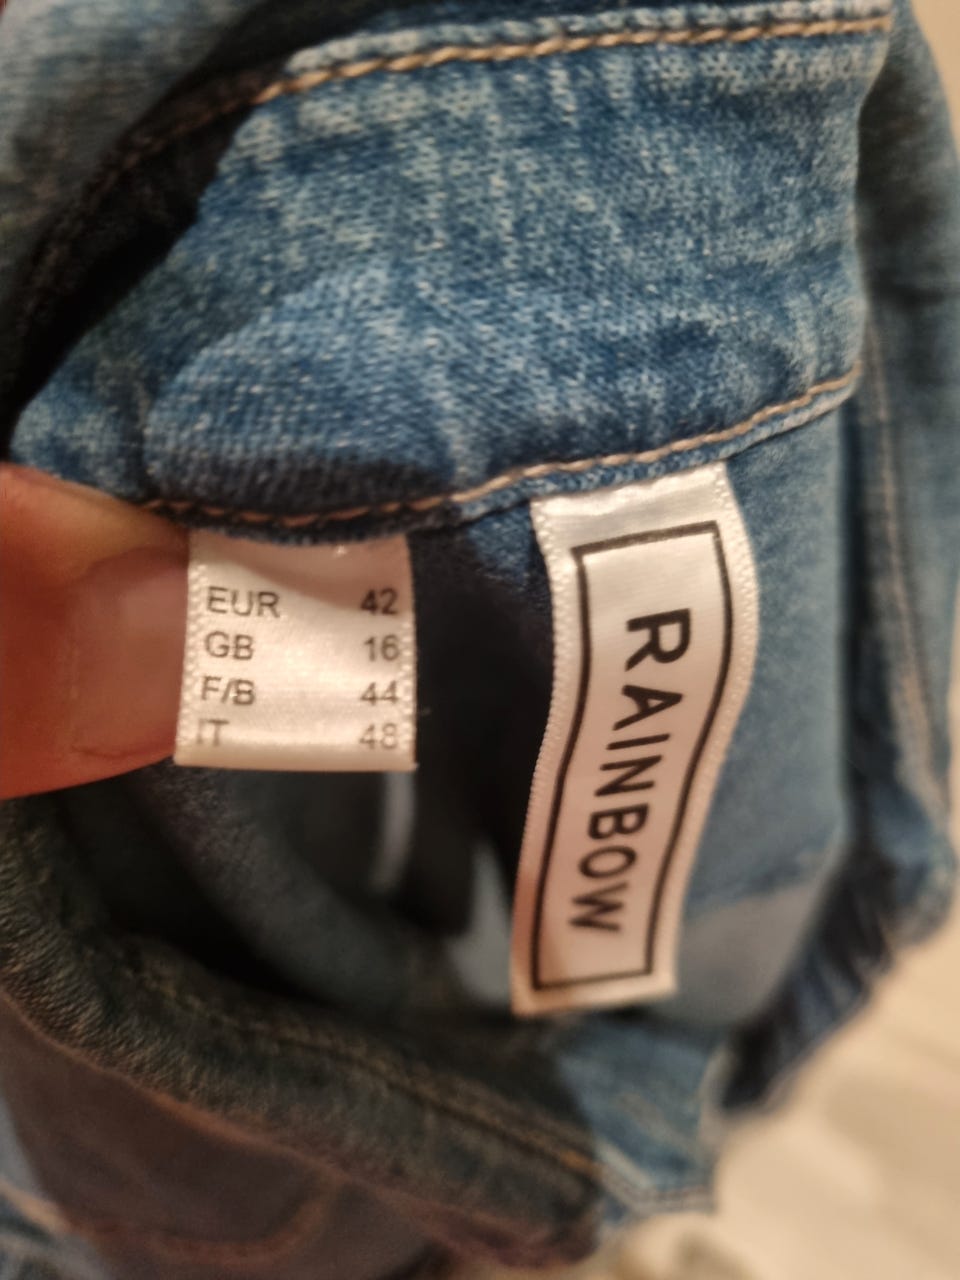 EUR 42
GB 16
F/B 44
IT 48
RAINBOW